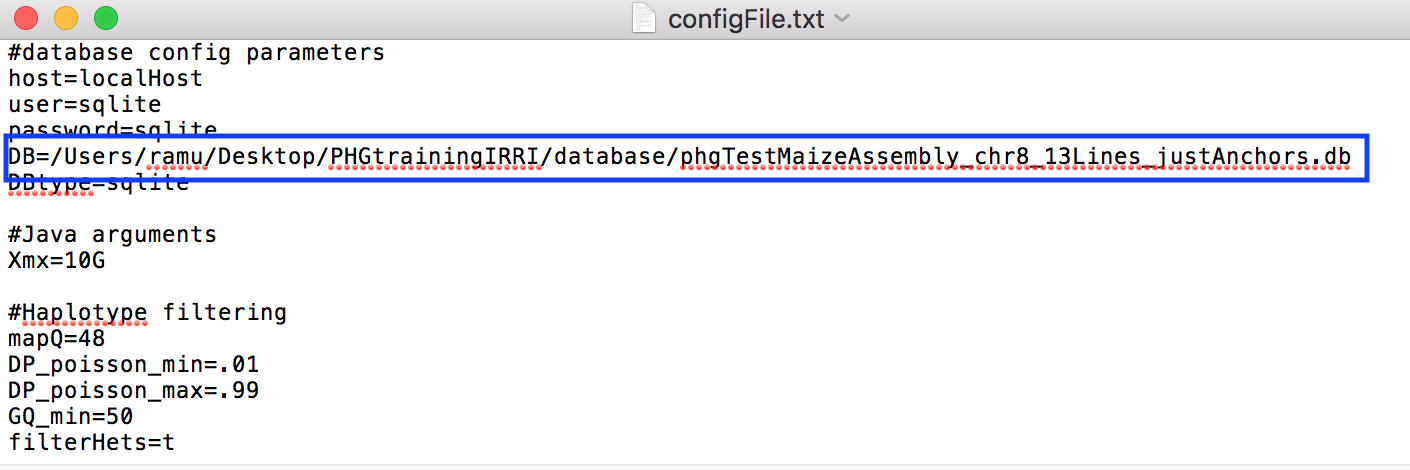 configFile.txt
#database config parameters
host=localHost
user=sqlite
password=sqlite
DB=/Users/ramu/Desktop/PHGtrainingIRRI/database/phgTestMaizeAssembly_chr8_13Lines_justAnchors.db
DBtype=sqlite
#Java arguments
Xmx=10G
#Haplotype filtering
mapQ=48
DP_poisson_min=.01
DP_poisson_max=.99
GQ_min=50
filterHets=t